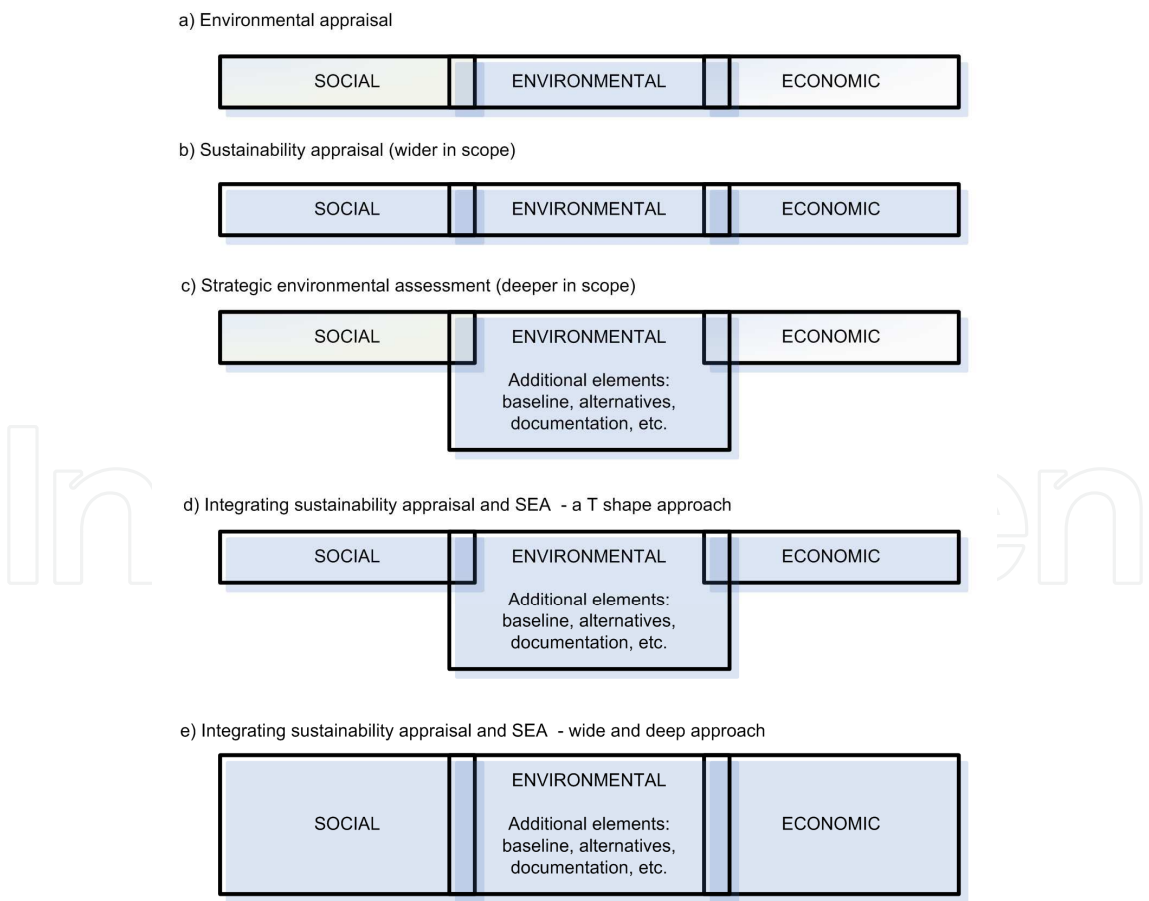 a) Environmental appraisal
SOCIAL ENVIRONMENTAL ECONOMIC
b) Sustainability appraisal (wider in scope)
SOCIAL ENVIRONMENTAL ECONOMIC
c) Strategic environmental assessment (deeper in scope)
SOCIAL ENVIRONMENTAL ECONOMIC
Additional elements:
baseline, alternatives,
documentation, etc.
d) Integrating sustainability appraisal and SEA - a T shape approach
SOCIAL ENVIRONMENTAL ECONOMIC
Additional elements:
baseline, alternatives,
documentation, etc.
e) Integrating sustainability appraisal and SEA - wide and deep approach
ENVIRONMENTAL
SOCIAL Additional elements: ECONOMIC
baseline, alternatives,
documentation, etc.